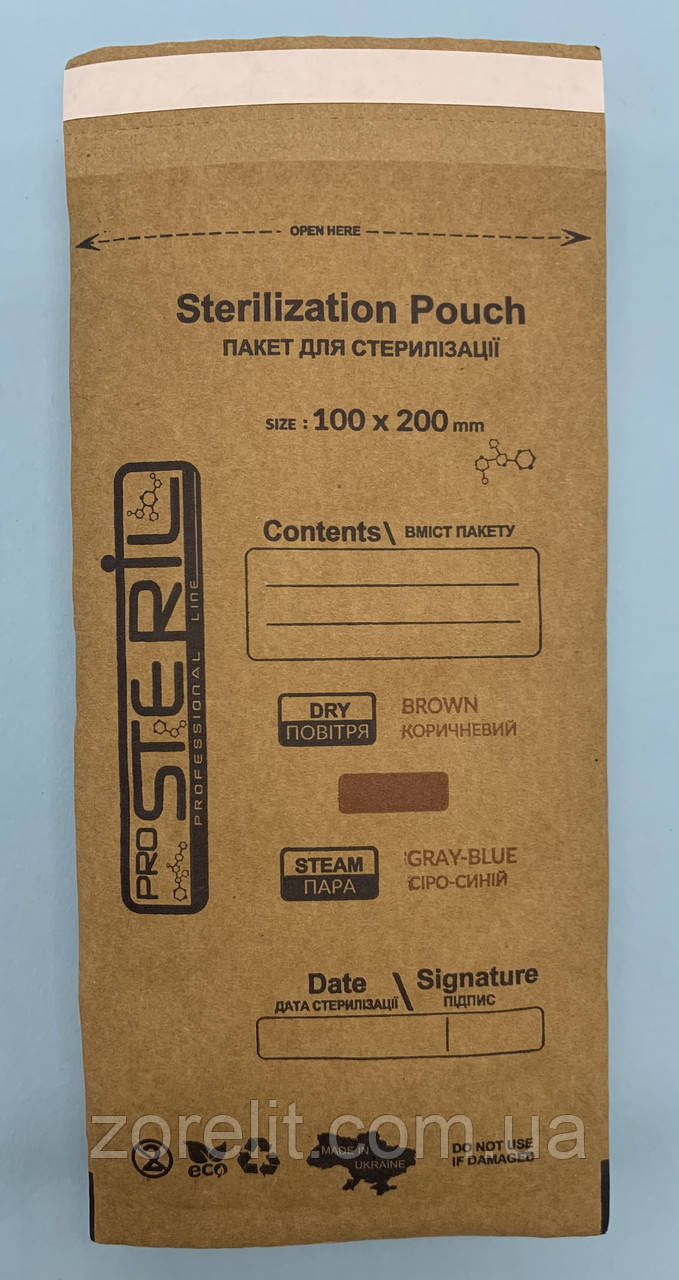 OPEN HERE
Sterilization Pouch
ПАКЕТ ДЛЯ СТЕРИЛІЗАЦІЇ
SIZE : 100 x 200 mm
PRO STERIL
PROFESSIONAL LINE
Contents\ ВМІСТ ПАКЕТУ
DRY
ПОВІТРЯ
BROWN
КОРИЧНЕВИЙ
STEAM
ПАРА
GRAY-BLUE
СІРО-СИНІЙ
Date \ Signature
ДАТА СТЕРИЛІЗАЦІЇ ПІДПИС
zorelit.com.ua
eco
MADE IN
UKRAINE
DO NOT USE
IF DAMAGED